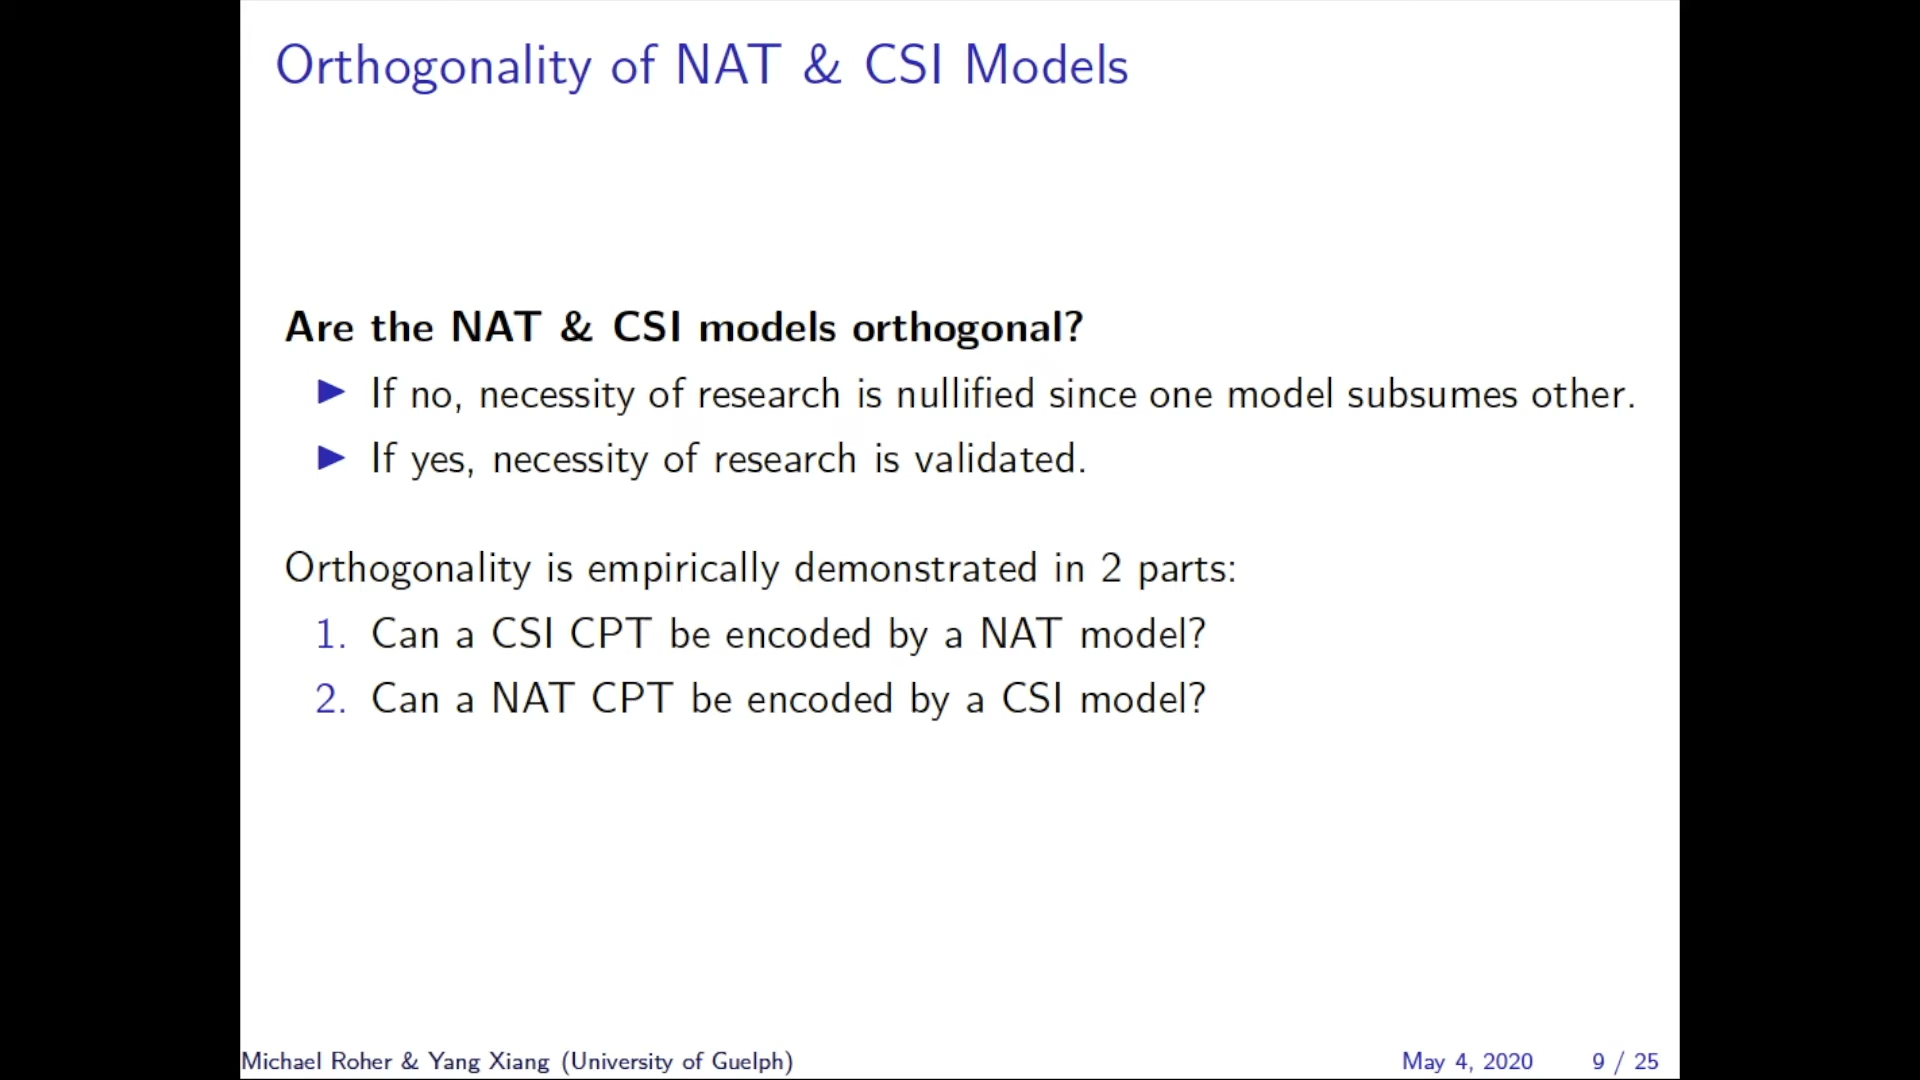 Orthogonality of NAT & CSI Models
Are the NAT & CSI models orthogonal?
▶ If no, necessity of research is nullified since one model subsumes other.
▶ If yes, necessity of research is validated.
Orthogonality is empirically demonstrated in 2 parts:
1. Can a CSI CPT be encoded by a NAT model?
2. Can a NAT CPT be encoded by a CSI model?
Michael Roher & Yang Xiang (University of Guelph) May 4, 2020 9 / 25